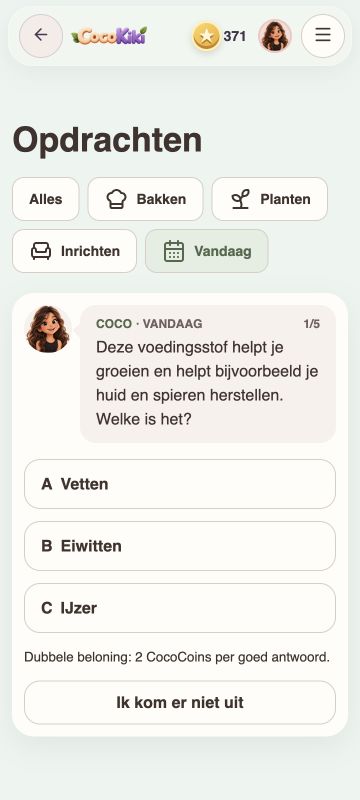 CocoKiki
371
Opdrachten
Alles
Bakken
Planten
Inrichten
Vandaag
COCO · VANDAAG
1/5
Deze voedingsstof helpt je
groeien en helpt bijvoorbeeld je
huid en spieren herstellen.
Welke is het?
A Vetten
B Eiwitten
C IJzer
Dubbele beloning: 2 CocoCoins per goed antwoord.
Ik kom er niet uit